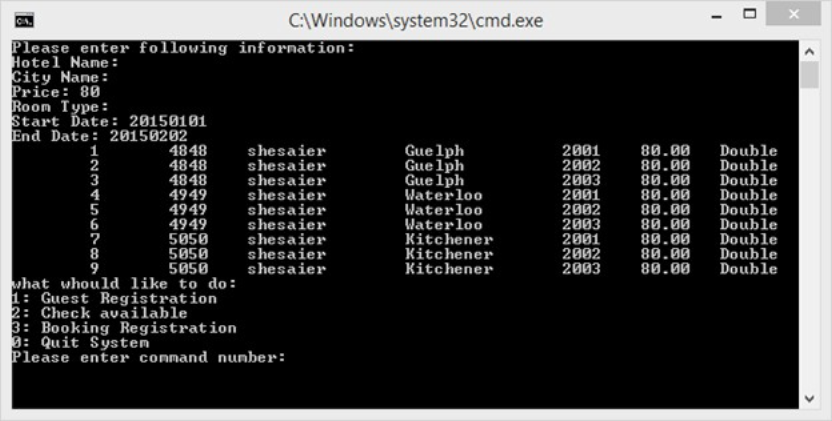 C:\Windows\system32\cmd.exe
Please enter following information:
Hotel Name:
City Name:
Price: 80
Room Type:
Start Date: 20150101
End Date: 20150202
1 4848 shesaier Guelph 2001 80.00 Double
2 4848 shesaier Guelph 2002 80.00 Double
3 4848 shesaier Guelph 2003 80.00 Double
4 4949 shesaier Waterloo 2001 80.00 Double
5 4949 shesaier Waterloo 2002 80.00 Double
6 4949 shesaier Waterloo 2003 80.00 Double
7 5050 shesaier Kitchener 2001 80.00 Double
8 5050 shesaier Kitchener 2002 80.00 Double
9 5050 shesaier Kitchener 2003 80.00 Double
what whould like to do:
1: Guest Registration
2: Check available
3: Booking Registration
0: Quit System
Please enter command number: